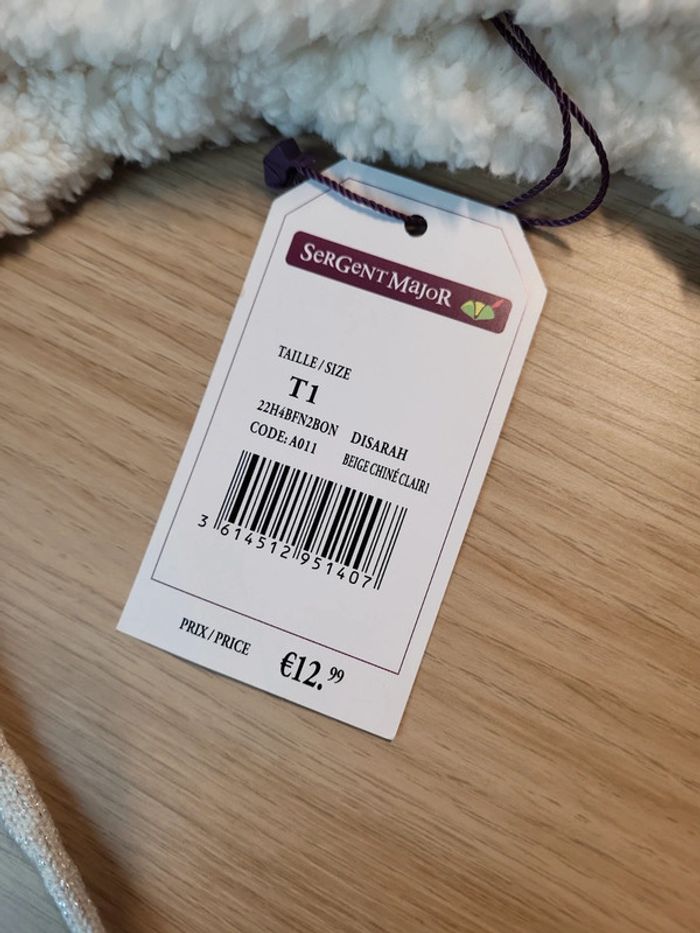 SERGENT MAJOR
TAILLE / SIZE
T1
22H4BFN2BON DISARAH
CODE: A011 BEIGE CHINÉ CLAIR1
3 614512 951407
PRIX / PRICE €12.99